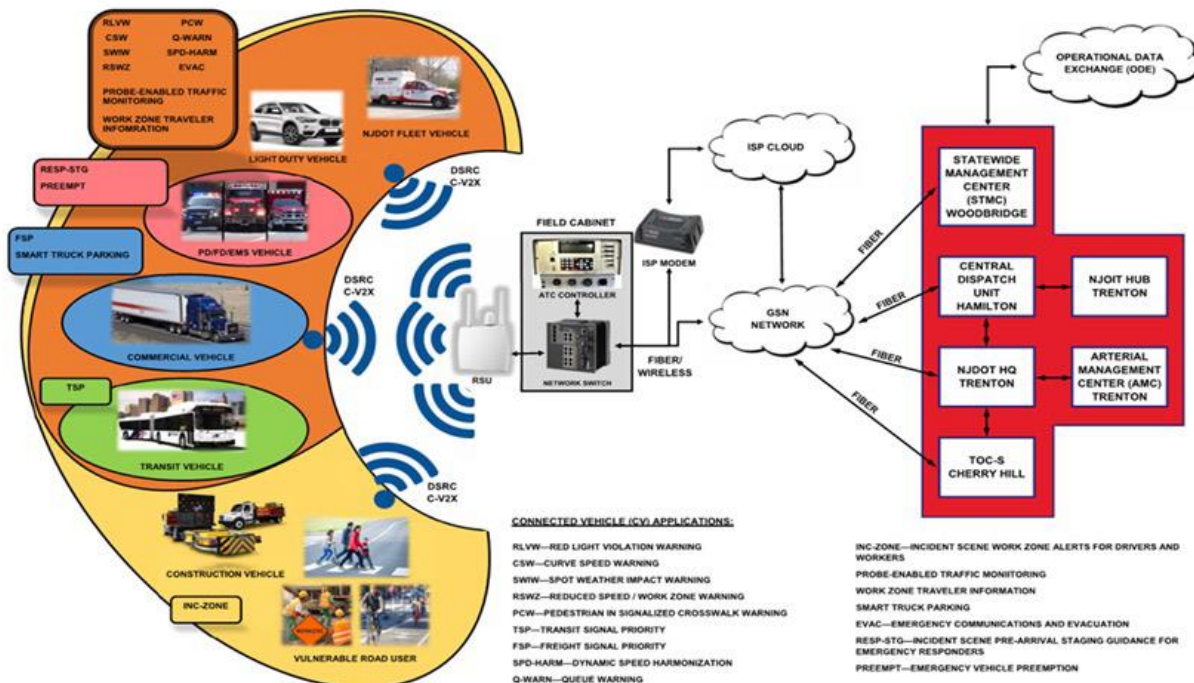 RLVW PCW
CSW Q-WARN
SWIW SPD-HARM
RSWZ EVAC
PROBE-ENABLED TRAFFIC
MONITORING
WORK ZONE TRAVELER
INFOMRATION
NJDOT FLEET VEHICLE
LIGHT DUTY VEHICLE
RESP-STG
PREEMPT
PD/FD/EMS VEHICLE
FSP
SMART TRUCK PARKING
COMMERCIAL VEHICLE
TSP
TRANSIT VEHICLE
CONSTRUCTION VEHICLE
INC-ZONE
WORKERS
VULNERABLE ROAD USER
DSRC
C-V2X
DSRC
C-V2X
DSRC
C-V2X
RSU
FIELD CABINET
ATC CONTROLLER
NETWORK SWITCH
ISP MODEM
FIBER/
WIRELESS
ISP CLOUD
GSN
NETWORK
FIBER
FIBER
FIBER
FIBER
OPERATIONAL DATA
EXCHANGE (ODE)
STATEWIDE
MANAGEMENT
CENTER
(STMC)
WOODBRIDGE
CENTRAL
DISPATCH
UNIT
HAMILTON
NJOIT HUB
TRENTON
NJDOT HQ
TRENTON
ARTERIAL
MANAGEMENT
CENTER (AMC)
TRENTON
TOC-S
CHERRY HILL
CONNECTED VEHICLE (CV) APPLICATIONS:
RLVW—RED LIGHT VIOLATION WARNING
CSW—CURVE SPEED WARNING
SWIW—SPOT WEATHER IMPACT WARNING
RSWZ—REDUCED SPEED / WORK ZONE WARNING
PCW—PEDESTRIAN IN SIGNALIZED CROSSWALK WARNING
TSP—TRANSIT SIGNAL PRIORITY
FSP—FREIGHT SIGNAL PRIORITY
SPD-HARM—DYNAMIC SPEED HARMONIZATION
Q-WARN—QUEUE WARNING
INC-ZONE—INCIDENT SCENE WORK ZONE ALERTS FOR DRIVERS AND
WORKERS
PROBE-ENABLED TRAFFIC MONIITORING
WORK ZONE TRAVELER INFORMATION
SMART TRUCK PARKING
EVAC—EMERGENCY COMMUNICATIONS AND EVACUATION
RESP-STG—INCIDENT SCENE PRE-ARRIVAL STAGING GUIDANCE FOR
EMERGENCY RESPONDERS
PREEMPT—EMERGENCY VEHICLE PREEMPTION